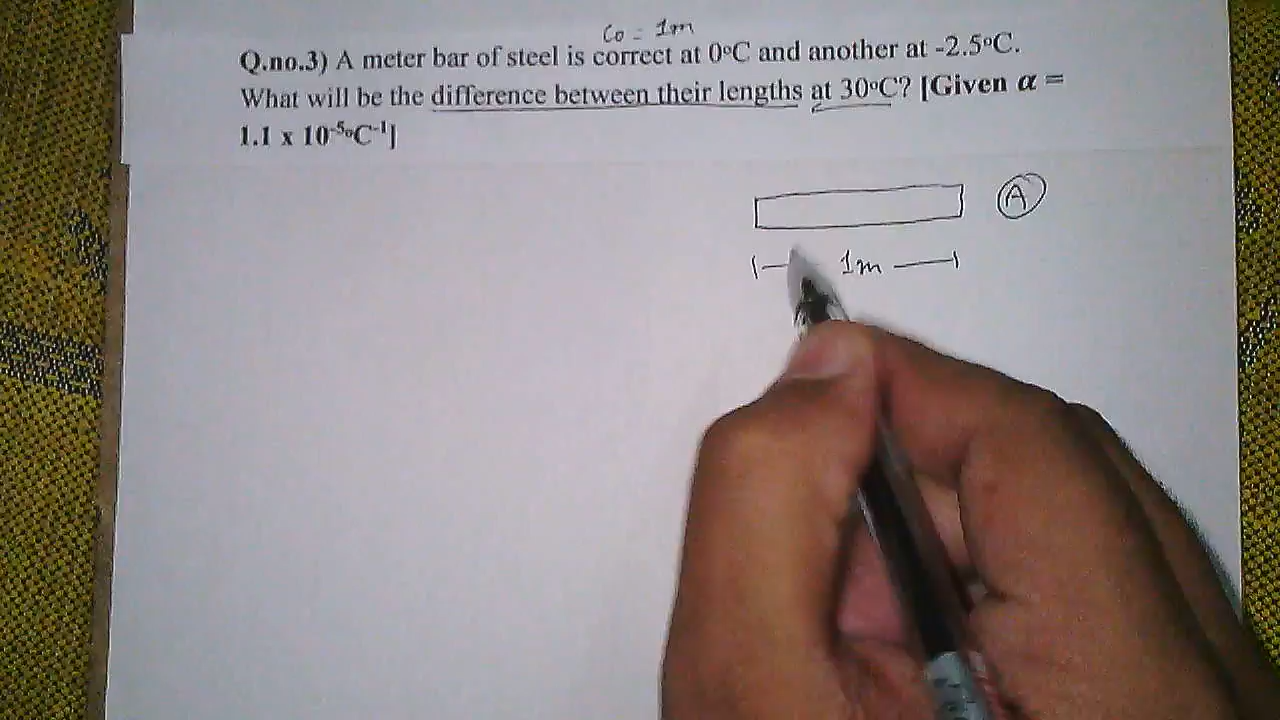 lo = 1m
Q.no.3) A meter bar of steel is correct at 0°C and another at -2.5°C.
What will be the difference between their lengths at 30°C? [Given α =
1.1 x 10⁻⁵°C⁻¹]
A
1m